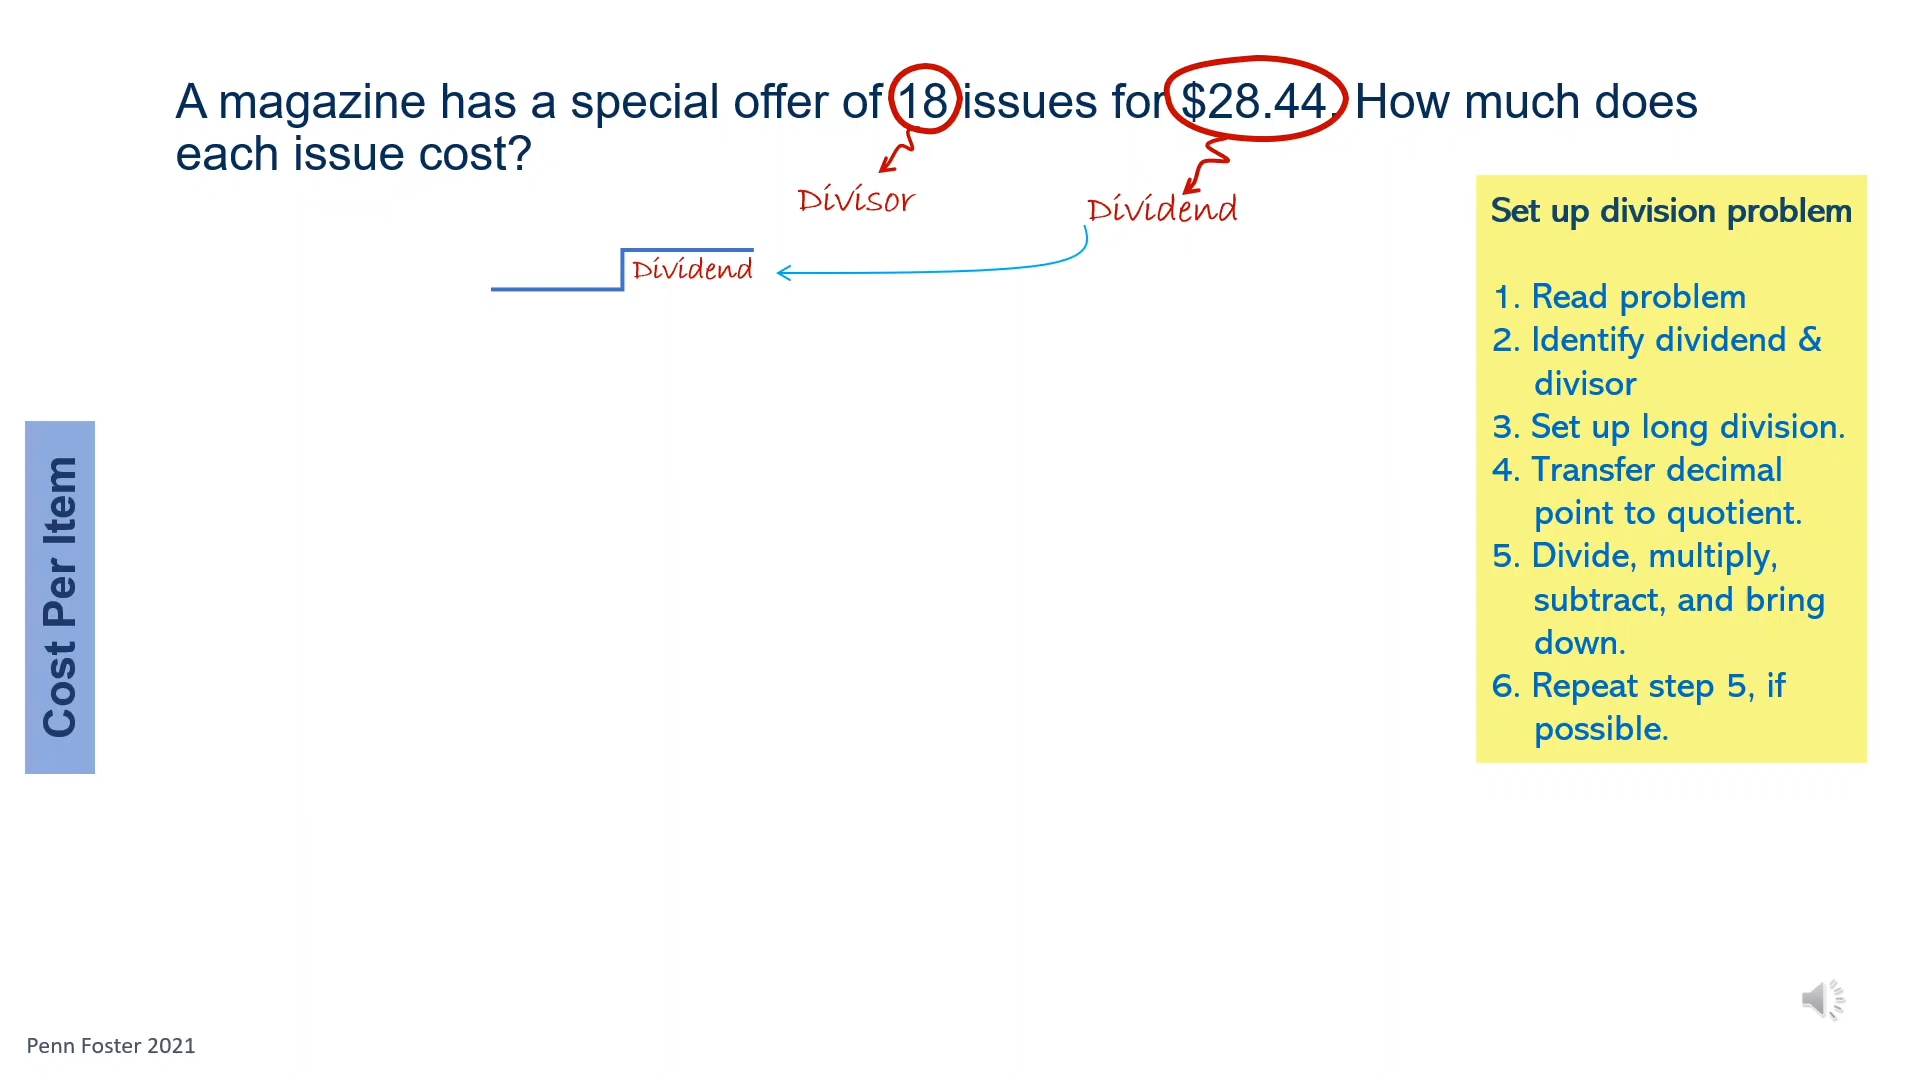 A magazine has a special offer of 18 issues for $28.44. How much does
each issue cost?
Divisor
Dividend
Dividend
Set up division problem
1. Read problem
2. Identify dividend &
divisor
3. Set up long division.
4. Transfer decimal
point to quotient.
5. Divide, multiply,
subtract, and bring
down.
6. Repeat step 5, if
possible.
Cost Per Item
Penn Foster 2021